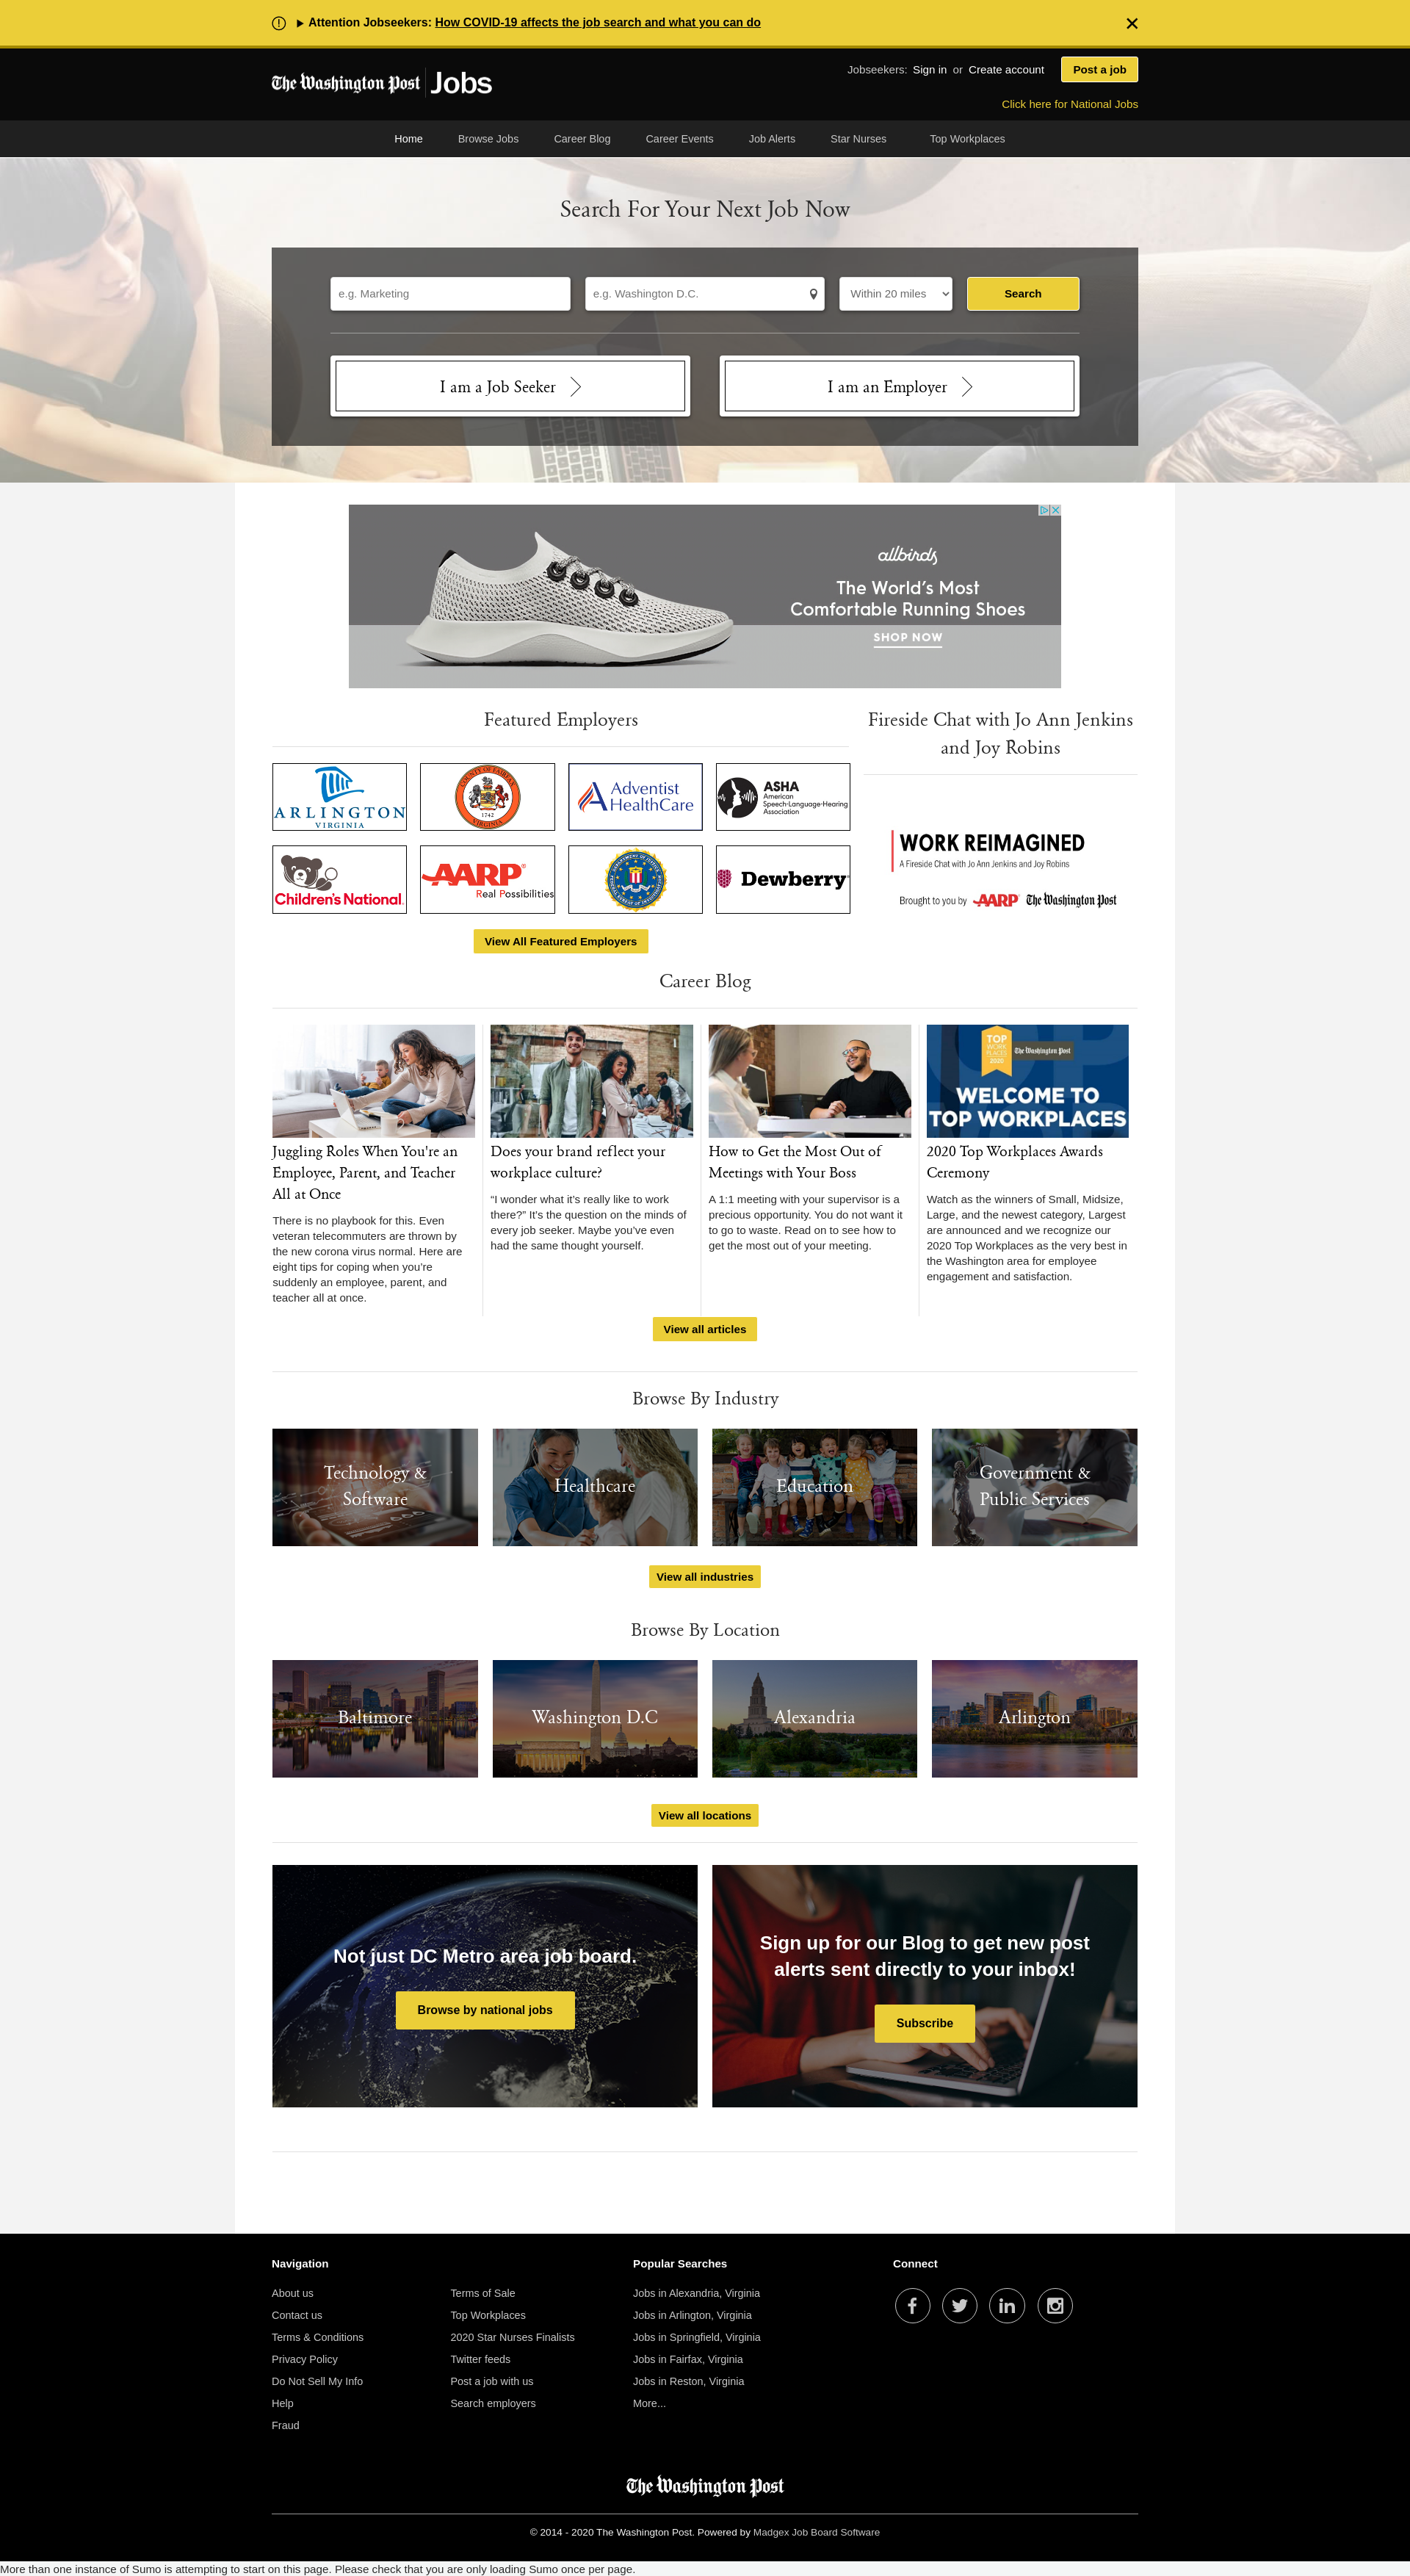 Attention Jobseekers: How COVID-19 affects the job search and what you can do
The Washington Post Jobs
Jobseekers: Sign in or Create account
Post a job
Click here for National Jobs
Home Browse Jobs Career Blog Career Events Job Alerts Star Nurses Top Workplaces
Search For Your Next Job Now
e.g. Marketing
e.g. Washington D.C.
Within 20 miles
Search
I am a Job Seeker
I am an Employer
allbirds
The World's Most
Comfortable Running Shoes
SHOP NOW
Featured Employers
ARLINGTON
VIRGINIA
COUNTY OF FAIRFAX
1742
VIRGINIA
Adventist
HealthCare
ASHA
American
Speech-Language-Hearing
Association
Children's National
AARP®
Real Possibilities
Dewberry
View All Featured Employers
Fireside Chat with Jo Ann Jenkins
and Joy Robins
WORK REIMAGINED
A Fireside Chat with Jo Ann Jenkins and Joy Robins
Brought to you by AARP The Washington Post
Career Blog
Juggling Roles When You're an
Employee, Parent, and Teacher
All at Once
There is no playbook for this. Even
veteran telecommuters are thrown by
the new corona virus normal. Here are
eight tips for coping when you're
suddenly an employee, parent, and
teacher all at once.
Does your brand reflect your
workplace culture?
“I wonder what it’s really like to work
there?” It’s the question on the minds of
every job seeker. Maybe you’ve even
had the same thought yourself.
How to Get the Most Out of
Meetings with Your Boss
A 1:1 meeting with your supervisor is a
precious opportunity. You do not want it
to go to waste. Read on to see how to
get the most out of your meeting.
TOP
WORK
PLACES
2020
The Washington Post
WELCOME TO
TOP WORKPLACES
2020 Top Workplaces Awards
Ceremony
Watch as the winners of Small, Midsize,
Large, and the newest category, Largest
are announced and we recognize our
2020 Top Workplaces as the very best in
the Washington area for employee
engagement and satisfaction.
View all articles
Browse By Industry
Technology &
Software
Healthcare
Education
Government &
Public Services
View all industries
Browse By Location
Baltimore
Washington D.C
Alexandria
Arlington
View all locations
Not just DC Metro area job board.
Browse by national jobs
Sign up for our Blog to get new post
alerts sent directly to your inbox!
Subscribe
Navigation
About us
Contact us
Terms & Conditions
Privacy Policy
Do Not Sell My Info
Help
Fraud
Terms of Sale
Top Workplaces
2020 Star Nurses Finalists
Twitter feeds
Post a job with us
Search employers
Popular Searches
Jobs in Alexandria, Virginia
Jobs in Arlington, Virginia
Jobs in Springfield, Virginia
Jobs in Fairfax, Virginia
Jobs in Reston, Virginia
More...
Connect
The Washington Post
© 2014 - 2020 The Washington Post. Powered by Madgex Job Board Software
More than one instance of Sumo is attempting to start on this page. Please check that you are only loading Sumo once per page.